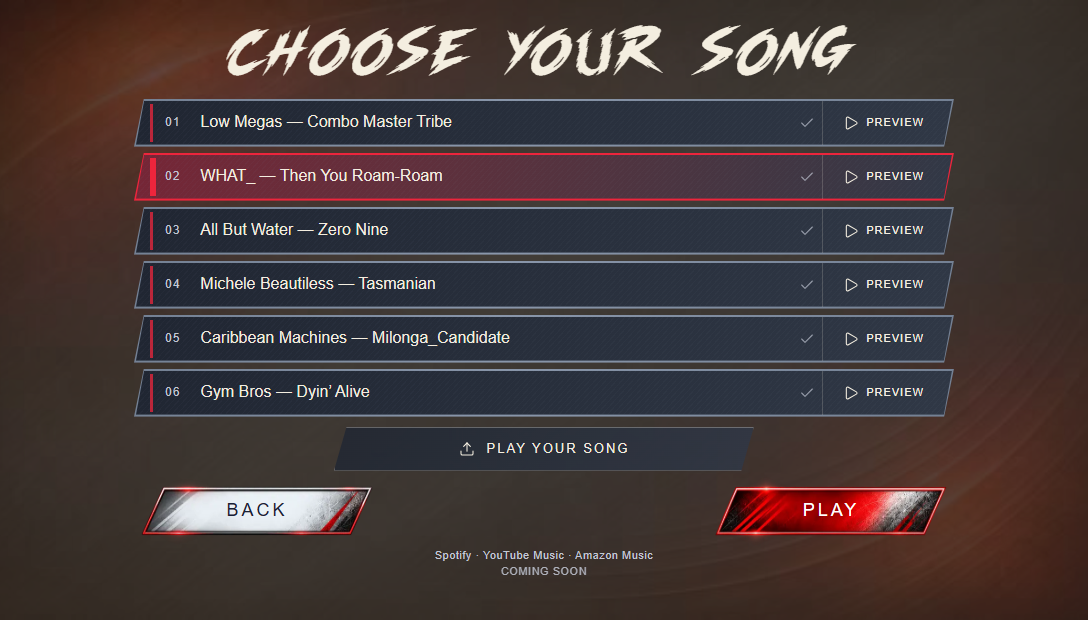 CHOOSE YOUR SONG
01 Low Megas — Combo Master Tribe PREVIEW
02 WHAT_ — Then You Roam-Roam PREVIEW
03 All But Water — Zero Nine PREVIEW
04 Michele Beautiless — Tasmanian PREVIEW
05 Caribbean Machines — Milonga_Candidate PREVIEW
06 Gym Bros — Dyin’ Alive PREVIEW
PLAY YOUR SONG
BACK PLAY
Spotify · YouTube Music · Amazon Music
COMING SOON